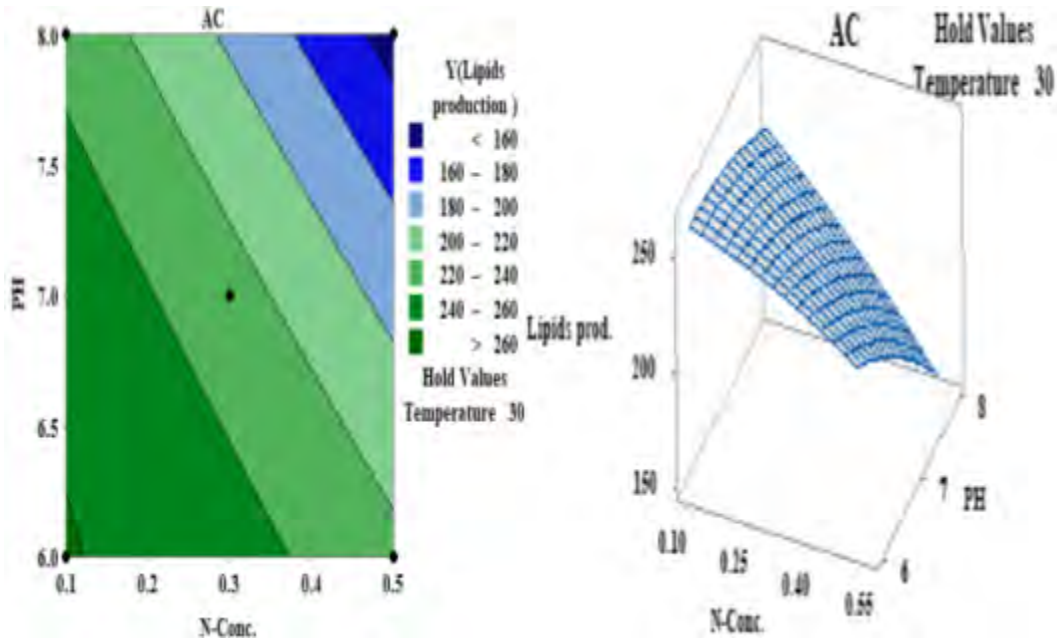 AC
8.0
7.5
7.0
6.5
6.0
PH
0.1
0.2
0.3
0.4
0.5
N-Conc.
Y(Lipids
production )
< 160
160 – 180
180 – 200
200 – 220
220 – 240
240 – 260
> 260
Hold Values
Temperature 30
AC
Hold Values
Temperature 30
Lipids prod.
250
200
150
0.10
0.15
0.40
0.55
N-Conc.
6
7
8
PH